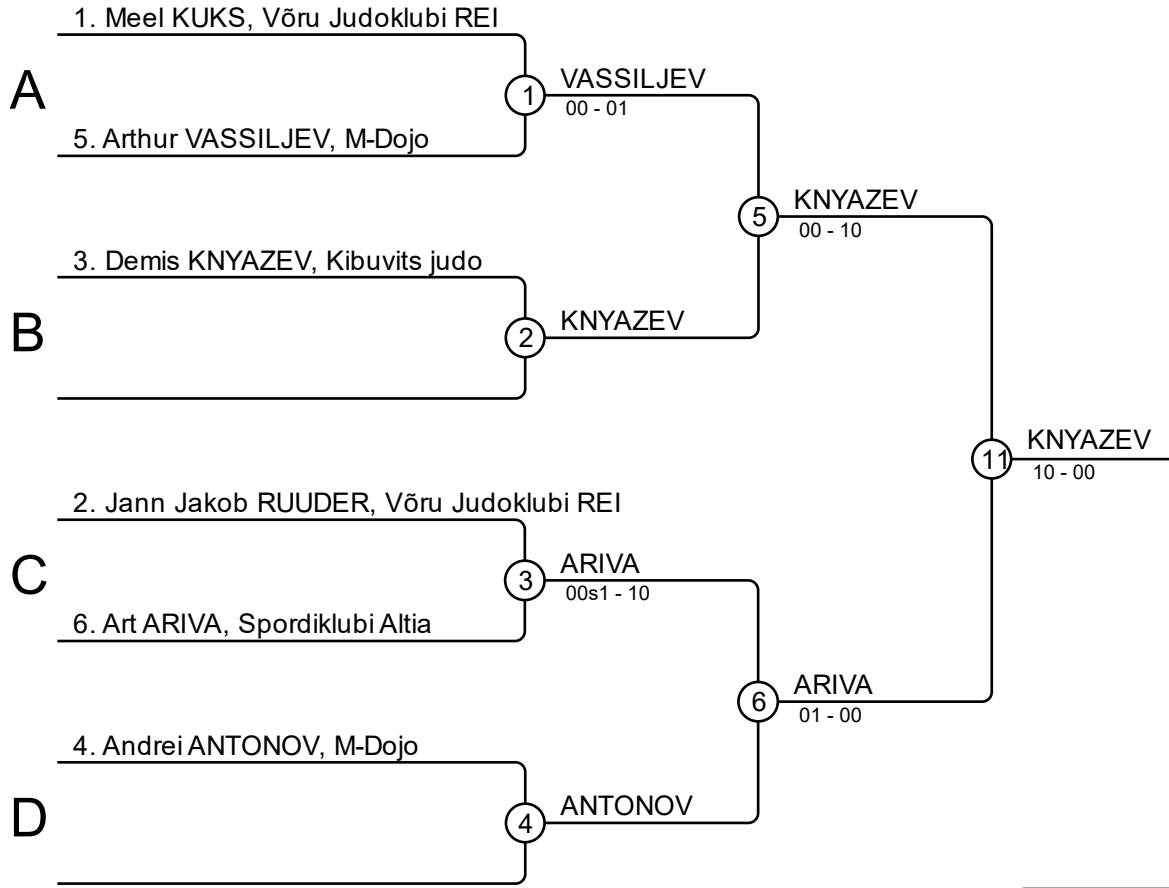 1. Meel KUKS, Võru Judoklubi REI
A
1
VASSILJEV
00 - 01
5. Arthur VASSILJEV, M-Dojo
5
KNYAZEV
00 - 10
3. Demis KNYAZEV, Kibuvits judo
B
2
KNYAZEV
11
KNYAZEV
10 - 00
2. Jann Jakob RUUDER, Võru Judoklubi REI
C
3
ARIVA
00s1 - 10
6. Art ARIVA, Spordiklubi Altia
6
ARIVA
01 - 00
4. Andrei ANTONOV, M-Dojo
D
4
ANTONOV